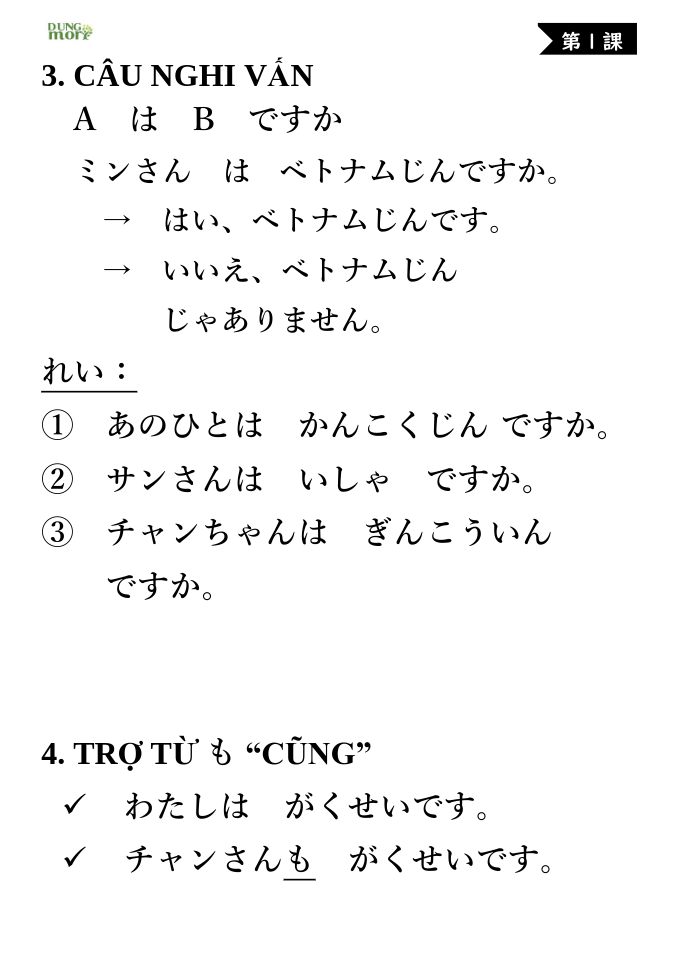 DUNG
mori
第1課
3. CÂU NGHI VẤN
A は B ですか
ミンさん は ベトナムじんですか。
→ はい、ベトナムじんです。
→ いいえ、ベトナムじん
じゃありません。
れい：
① あのひとは かんこくじん ですか。
② サンさんは いしゃ ですか。
③ チャンちゃんは ぎんこういん
ですか。
4. TRỢ TỪ も “CŨNG”
✓ わたしは がくせいです。
✓ チャンさんも がくせいです。